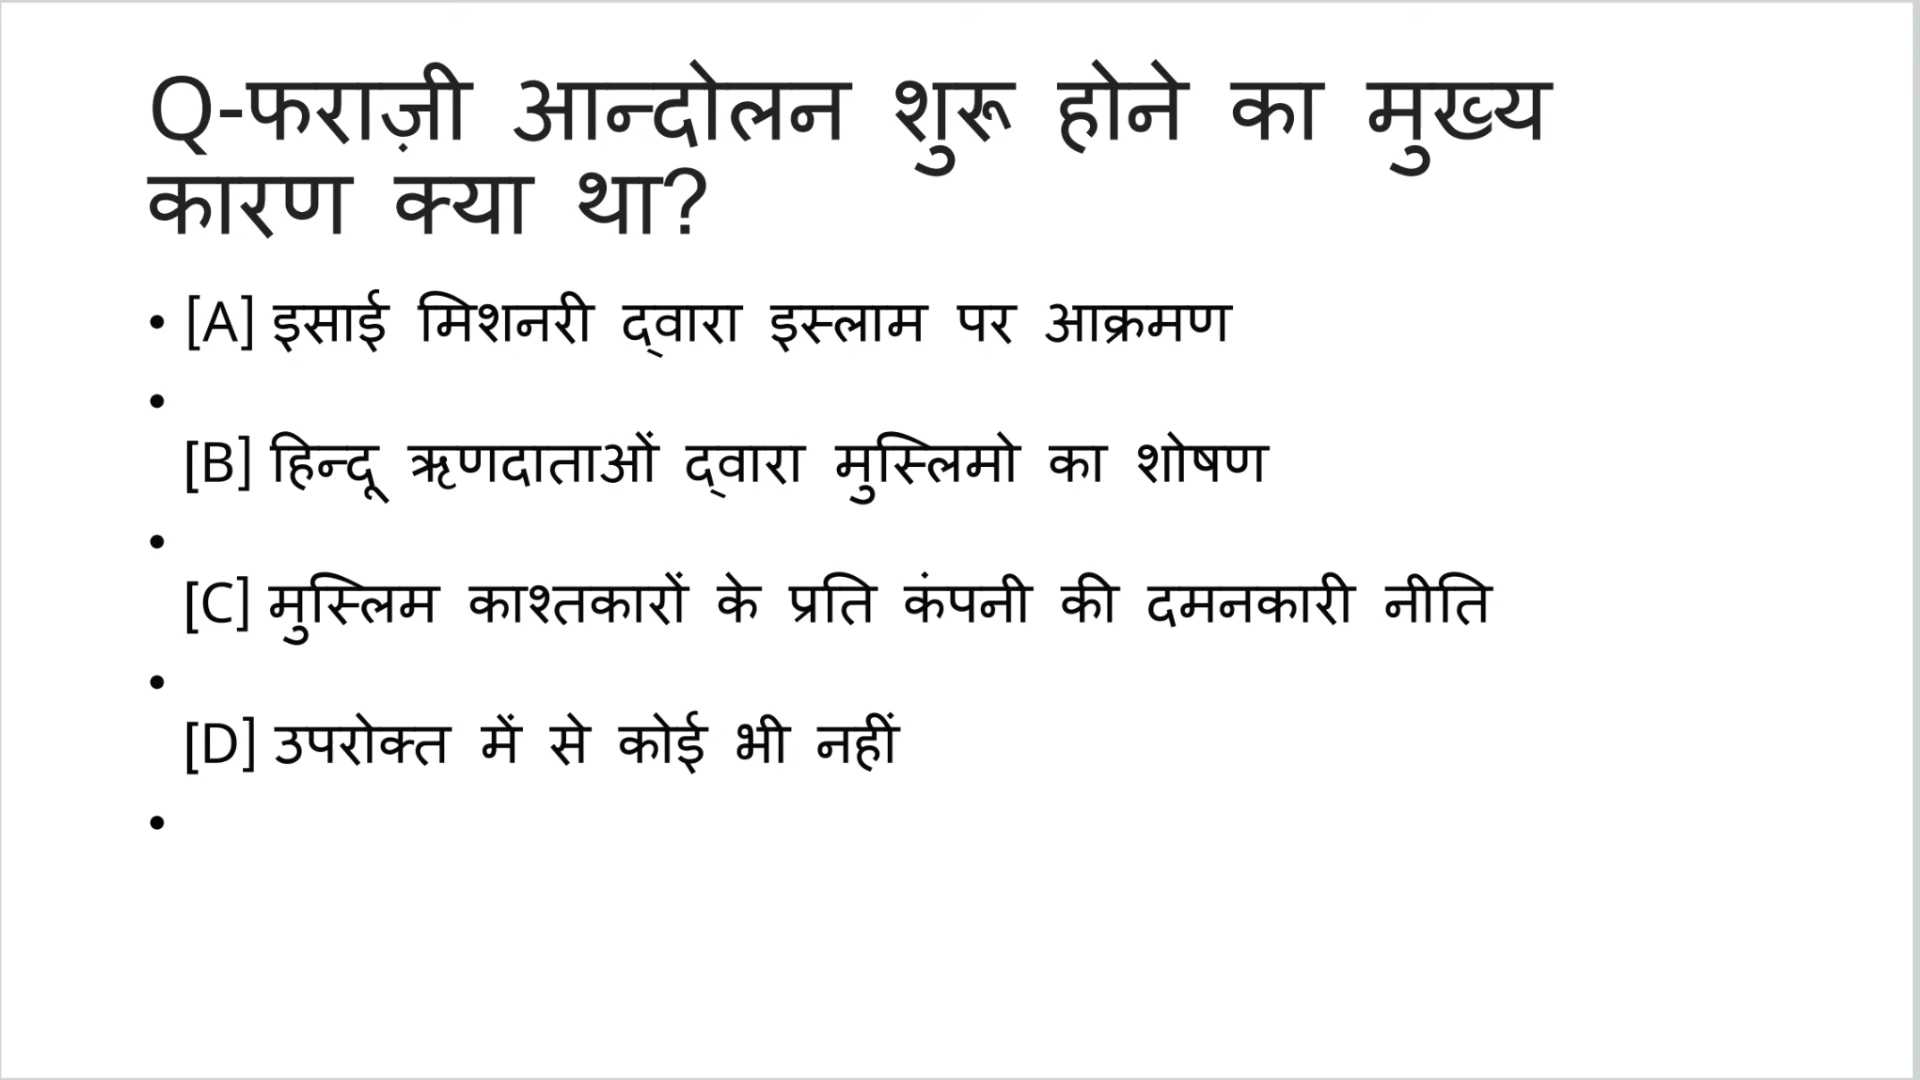 Q-फराज़ी आन्दोलन शुरू होने का मुख्य
कारण क्या था?
• [A] इसाई मिशनरी द्वारा इस्लाम पर आक्रमण
•
[B] हिन्दू ऋणदाताओं द्वारा मुस्लिमो का शोषण
•
[C] मुस्लिम काश्तकारों के प्रति कंपनी की दमनकारी नीति
•
[D] उपरोक्त में से कोई भी नहीं
•